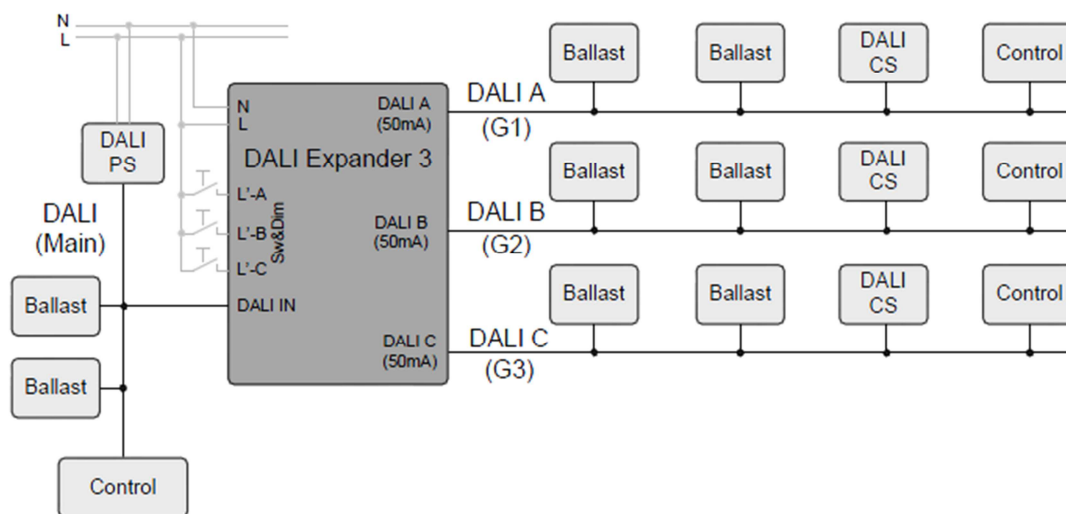 N
L
DALI
PS
DALI
(Main)
Ballast
Ballast
Control
N
L
DALI Expander 3
L'-A
L'-B
L'-C
Sw&Dim
DALI IN
DALI A
(50mA)
DALI B
(50mA)
DALI C
(50mA)
DALI A
(G1)
Ballast
Ballast
DALI
CS
Control
DALI B
(G2)
Ballast
Ballast
DALI
CS
Control
DALI C
(G3)
Ballast
Ballast
DALI
CS
Control